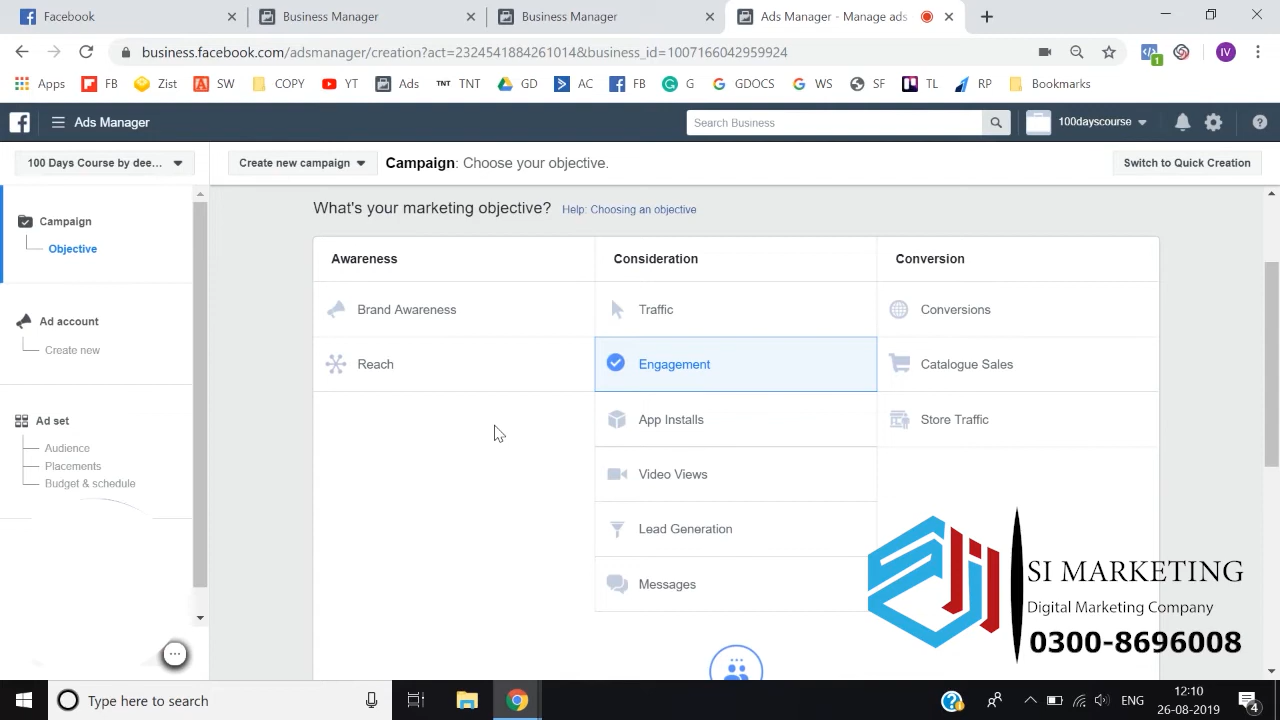 Facebook
Business Manager
Business Manager
Ads Manager - Manage ads
business.facebook.com/adsmanager/creation?act=2324541884261014&business_id=1007166042959924
1
IV
Apps
FB
Zist
SW
COPY
YT
Ads
TNT TNT
GD
AC
FB
G
GDOCS
WS
SF
TL
RP
Bookmarks
Ads Manager
Search Business
100dayscourse
100 Days Course by dee...
Create new campaign
Campaign: Choose your objective.
Switch to Quick Creation
Campaign
Objective
Ad account
Create new
Ad set
Audience
Placements
Budget & schedule
What's your marketing objective?
Help: Choosing an objective
Awareness
Consideration
Conversion
Brand Awareness
Traffic
Conversions
Reach
Engagement
Catalogue Sales
App Installs
Store Traffic
Video Views
Lead Generation
Messages
SI MARKETING
Digital Marketing Company
0300-8696008
Type here to search
ENG
12:10
26-08-2019
4